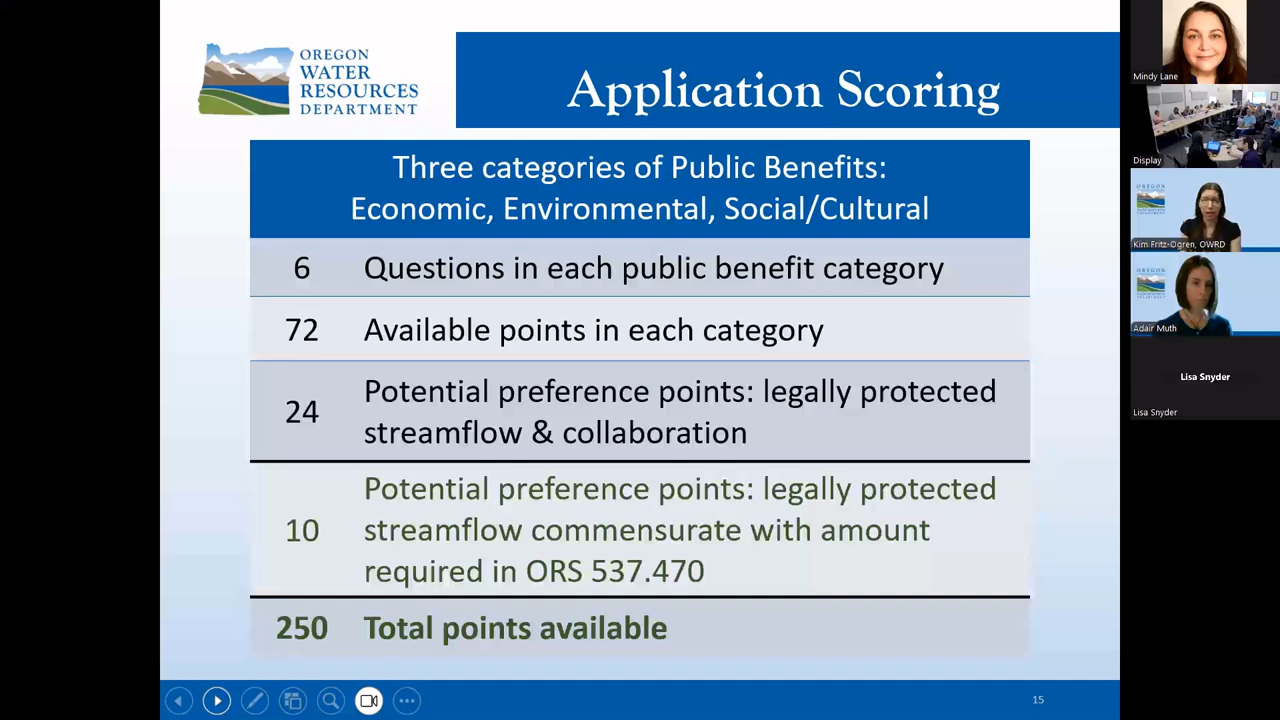 OREGON
WATER
RESOURCES
DEPARTMENT
Application Scoring
Three categories of Public Benefits:
Economic, Environmental, Social/Cultural
6 Questions in each public benefit category
72 Available points in each category
24 Potential preference points: legally protected
streamflow & collaboration
10 Potential preference points: legally protected
streamflow commensurate with amount
required in ORS 537.470
250 Total points available
15
Mindy Lane
Display
OREGON
Kim Fritz-Ogren, OWRD
OREGON
Adair Muth
Lisa Snyder
Lisa Snyder